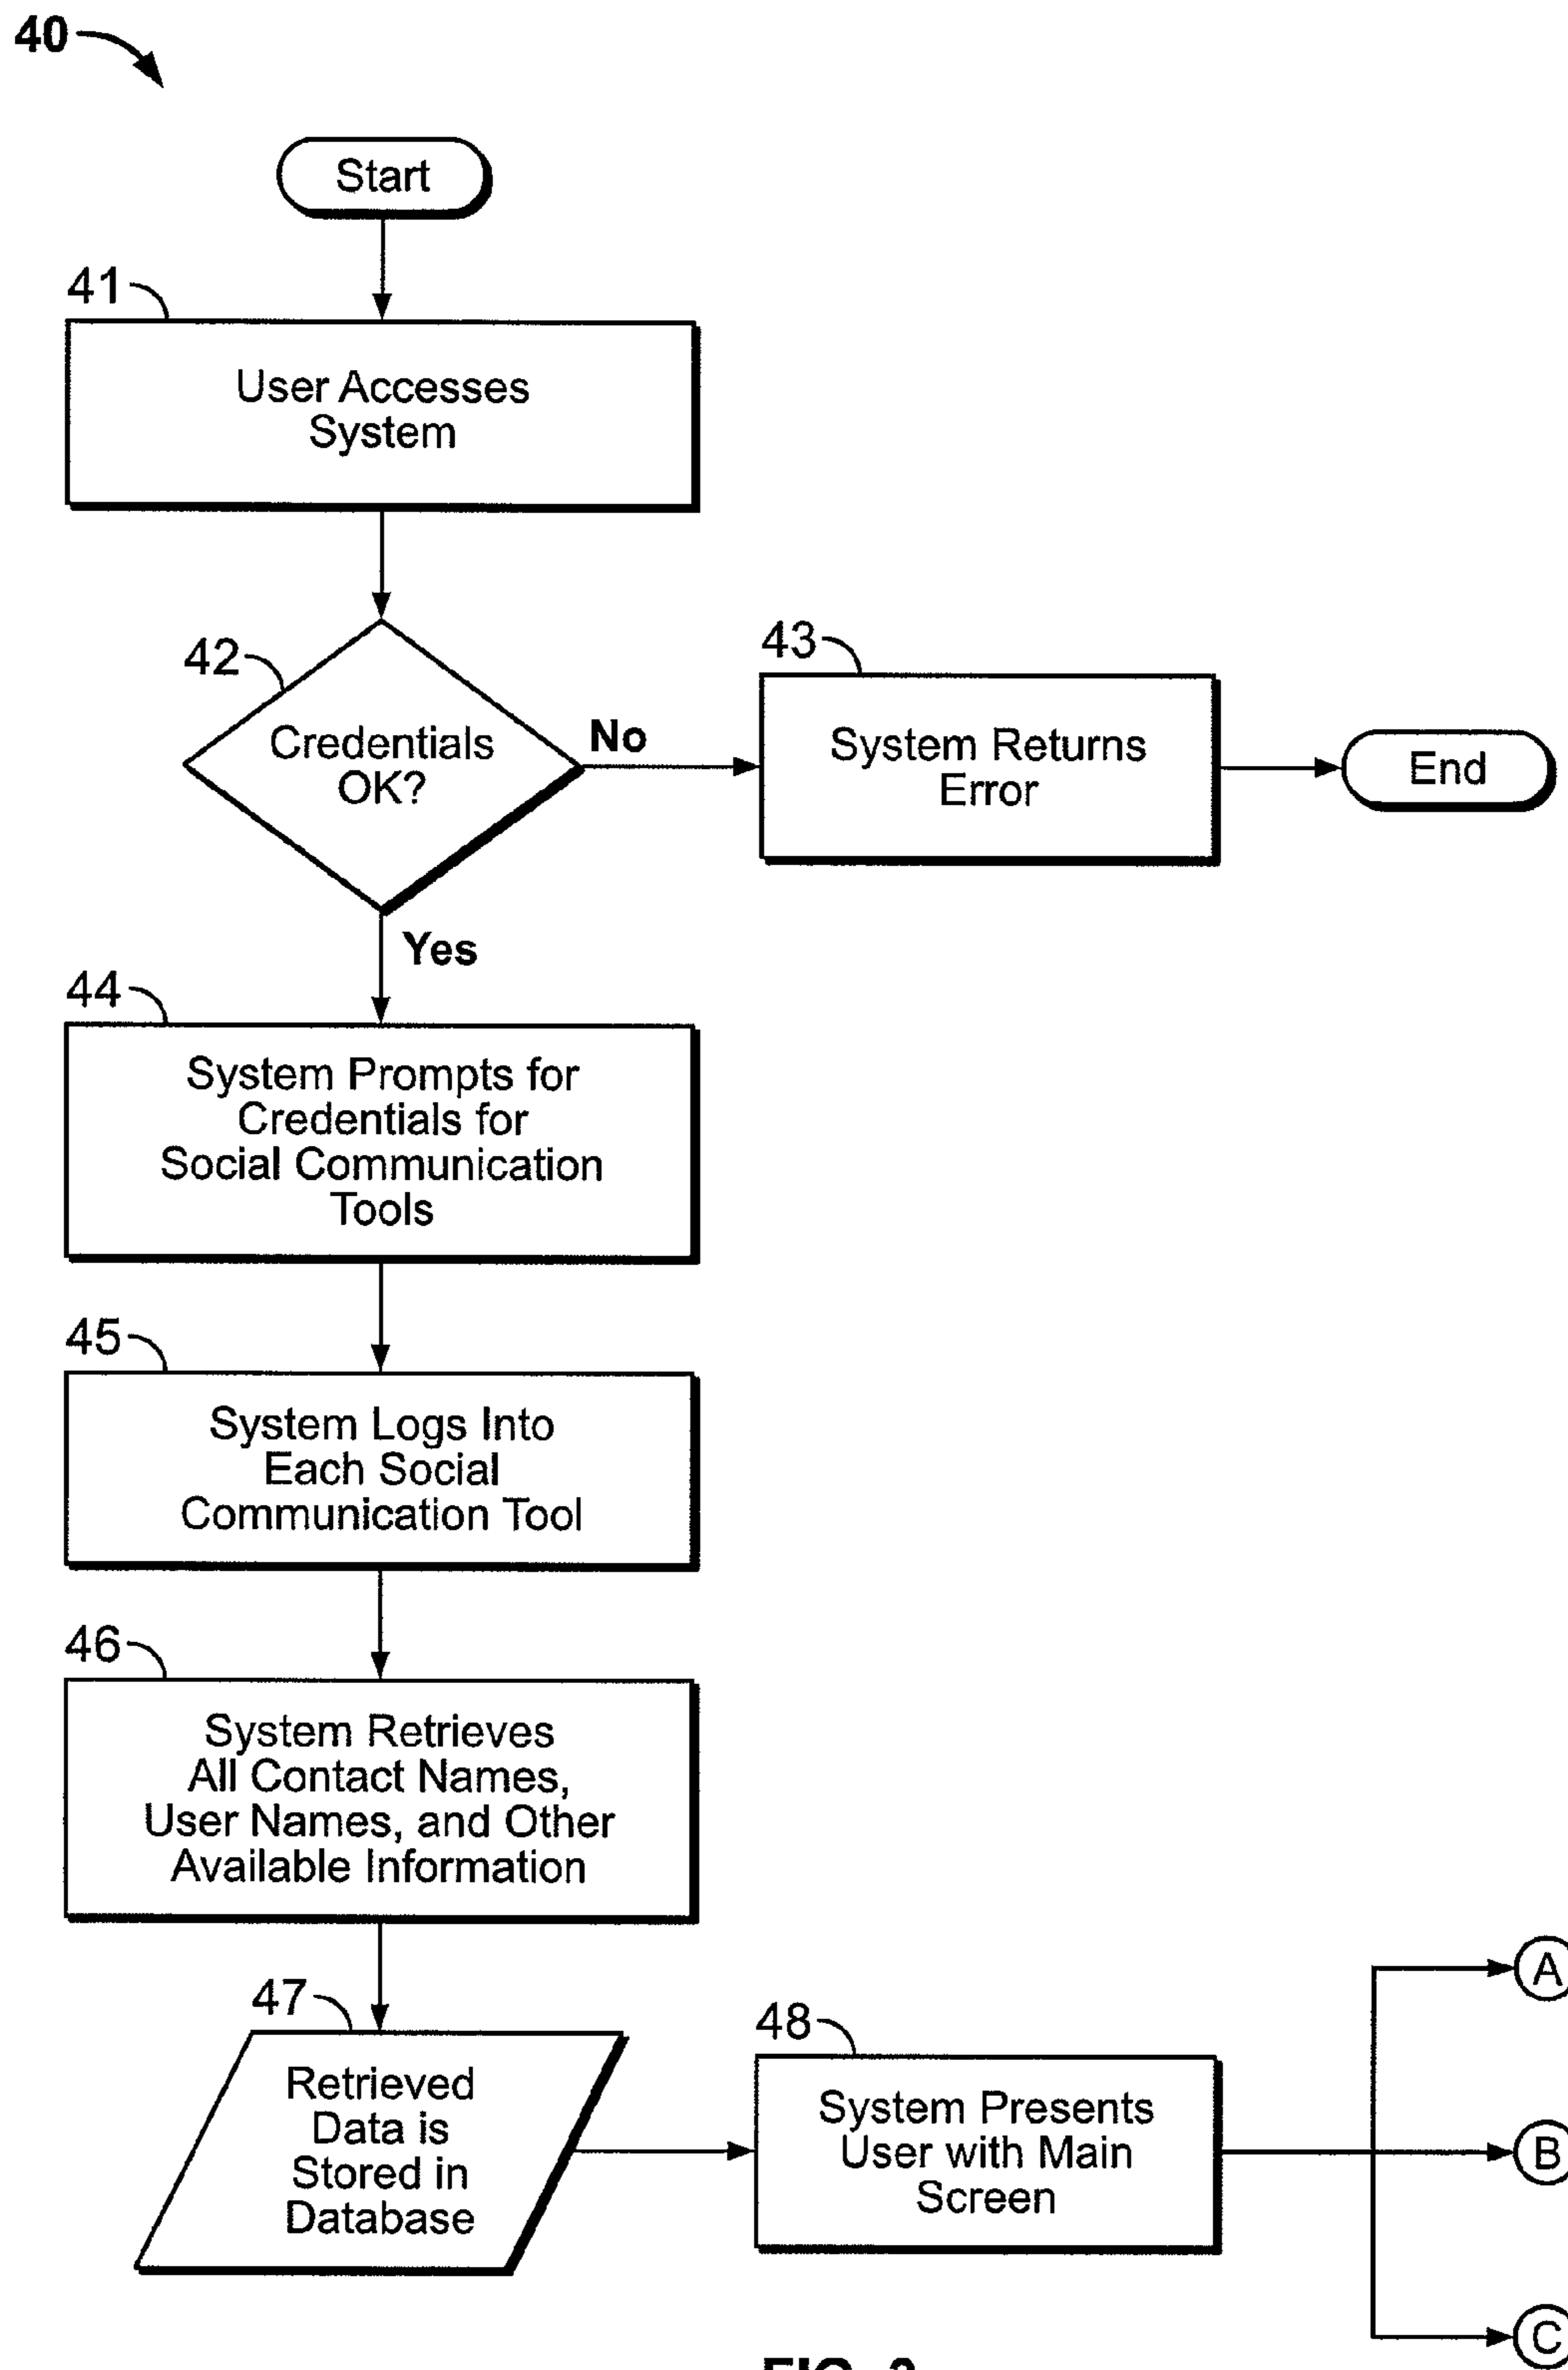 40
Start
41
User Accesses
System
42
Credentials
OK?
No
43
System Returns
Error
End
Yes
44
System Prompts for
Credentials for
Social Communication
Tools
45
System Logs Into
Each Social
Communication Tool
46
System Retrieves
All Contact Names,
User Names, and Other
Available Information
47
Retrieved
Data is
Stored in
Database
48
System Presents
User with Main
Screen
A
B
C
FIG.